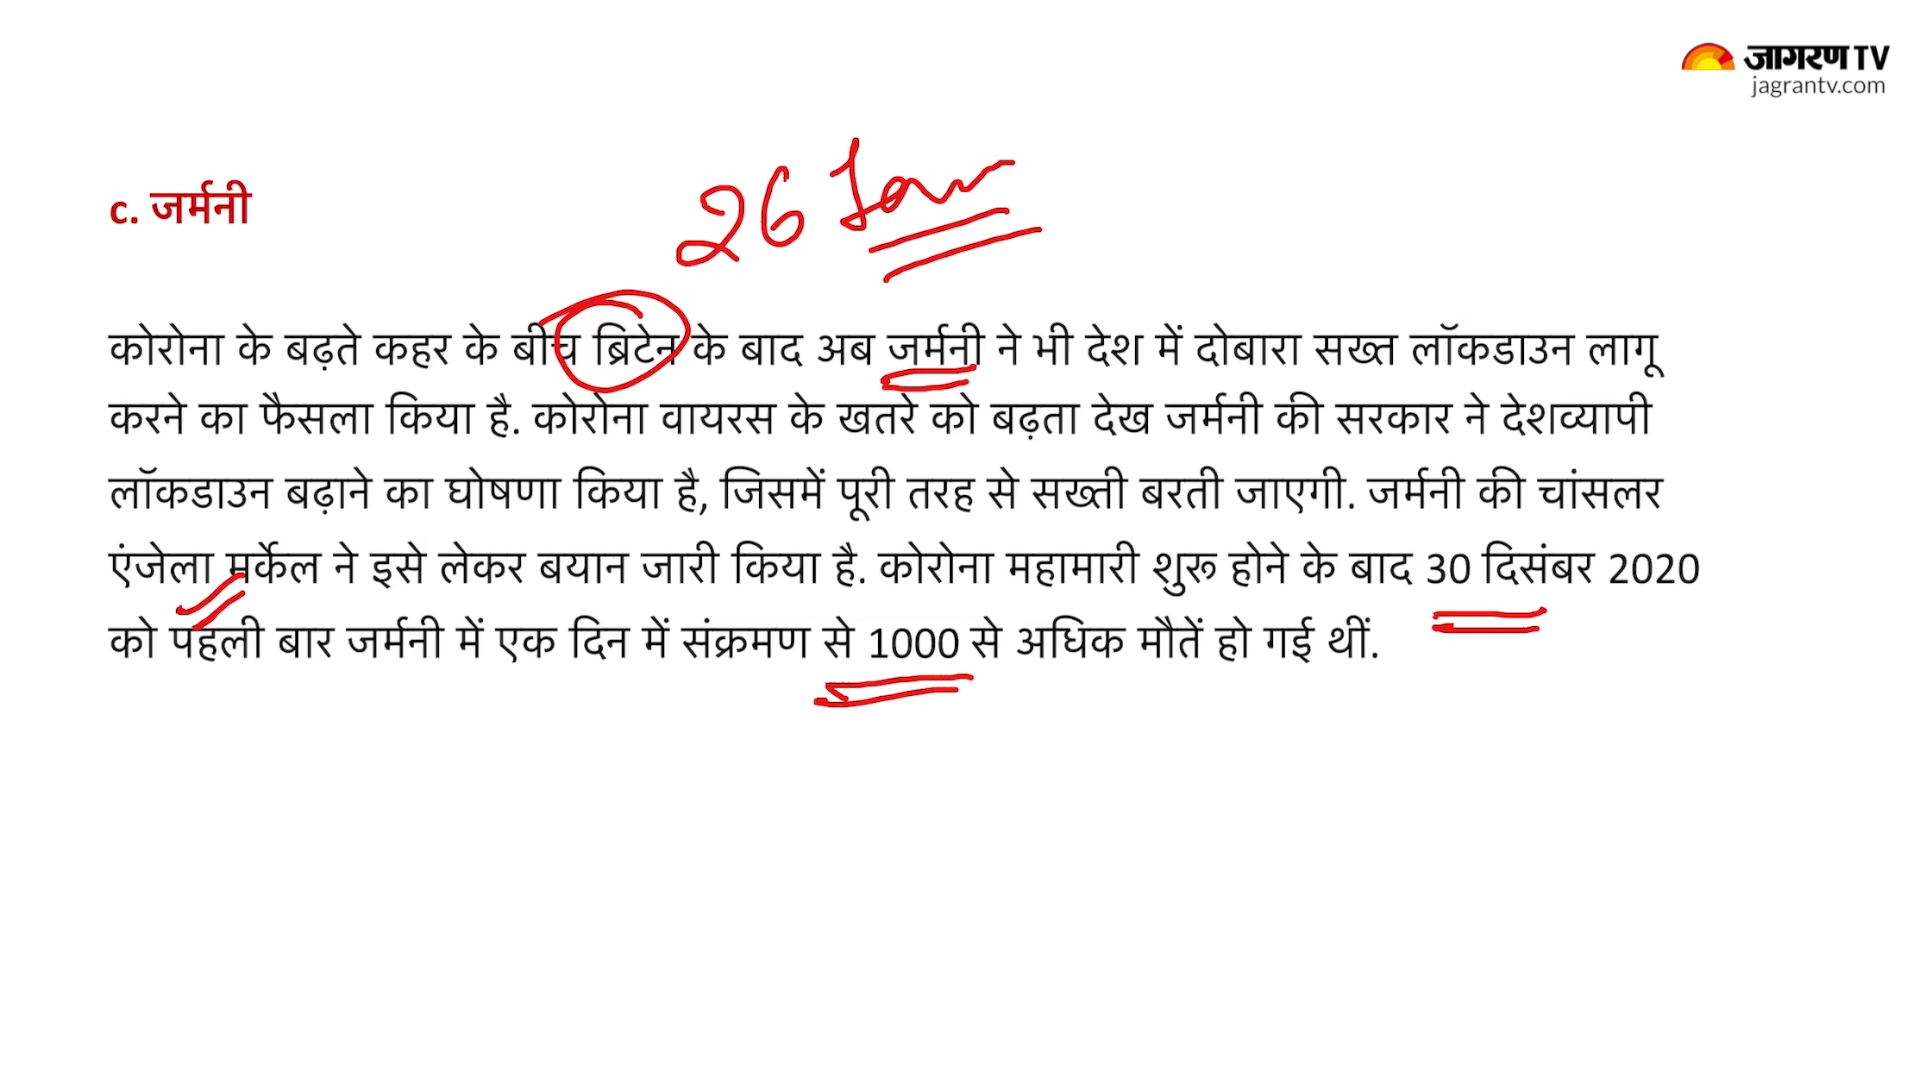 जागरण TV
jagrantv.com
26 Jan
c. जर्मनी
कोरोना के बढ़ते कहर के बीच ब्रिटेन के बाद अब जर्मनी ने भी देश में दोबारा सख्त लॉकडाउन लागू
करने का फैसला किया है. कोरोना वायरस के खतरे को बढ़ता देख जर्मनी की सरकार ने देशव्यापी
लॉकडाउन बढ़ाने का घोषणा किया है, जिसमें पूरी तरह से सख्ती बरती जाएगी. जर्मनी की चांसलर
एंजेला मर्केल ने इसे लेकर बयान जारी किया है. कोरोना महामारी शुरू होने के बाद 30 दिसंबर 2020
को पहली बार जर्मनी में एक दिन में संक्रमण से 1000 से अधिक मौतें हो गई थीं.